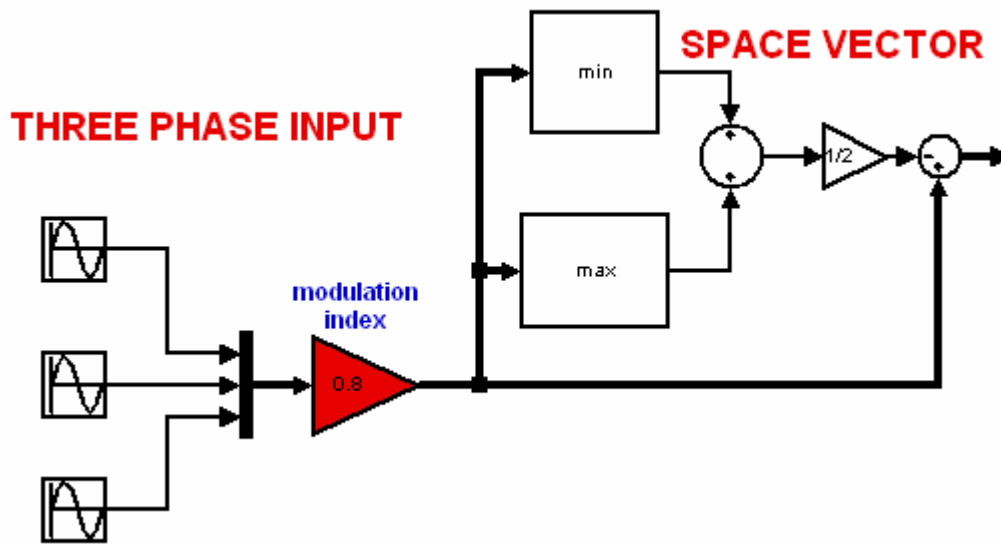 SPACE VECTOR
min
THREE PHASE INPUT
+
+
1/2
-
+
max
modulation
index
0.8